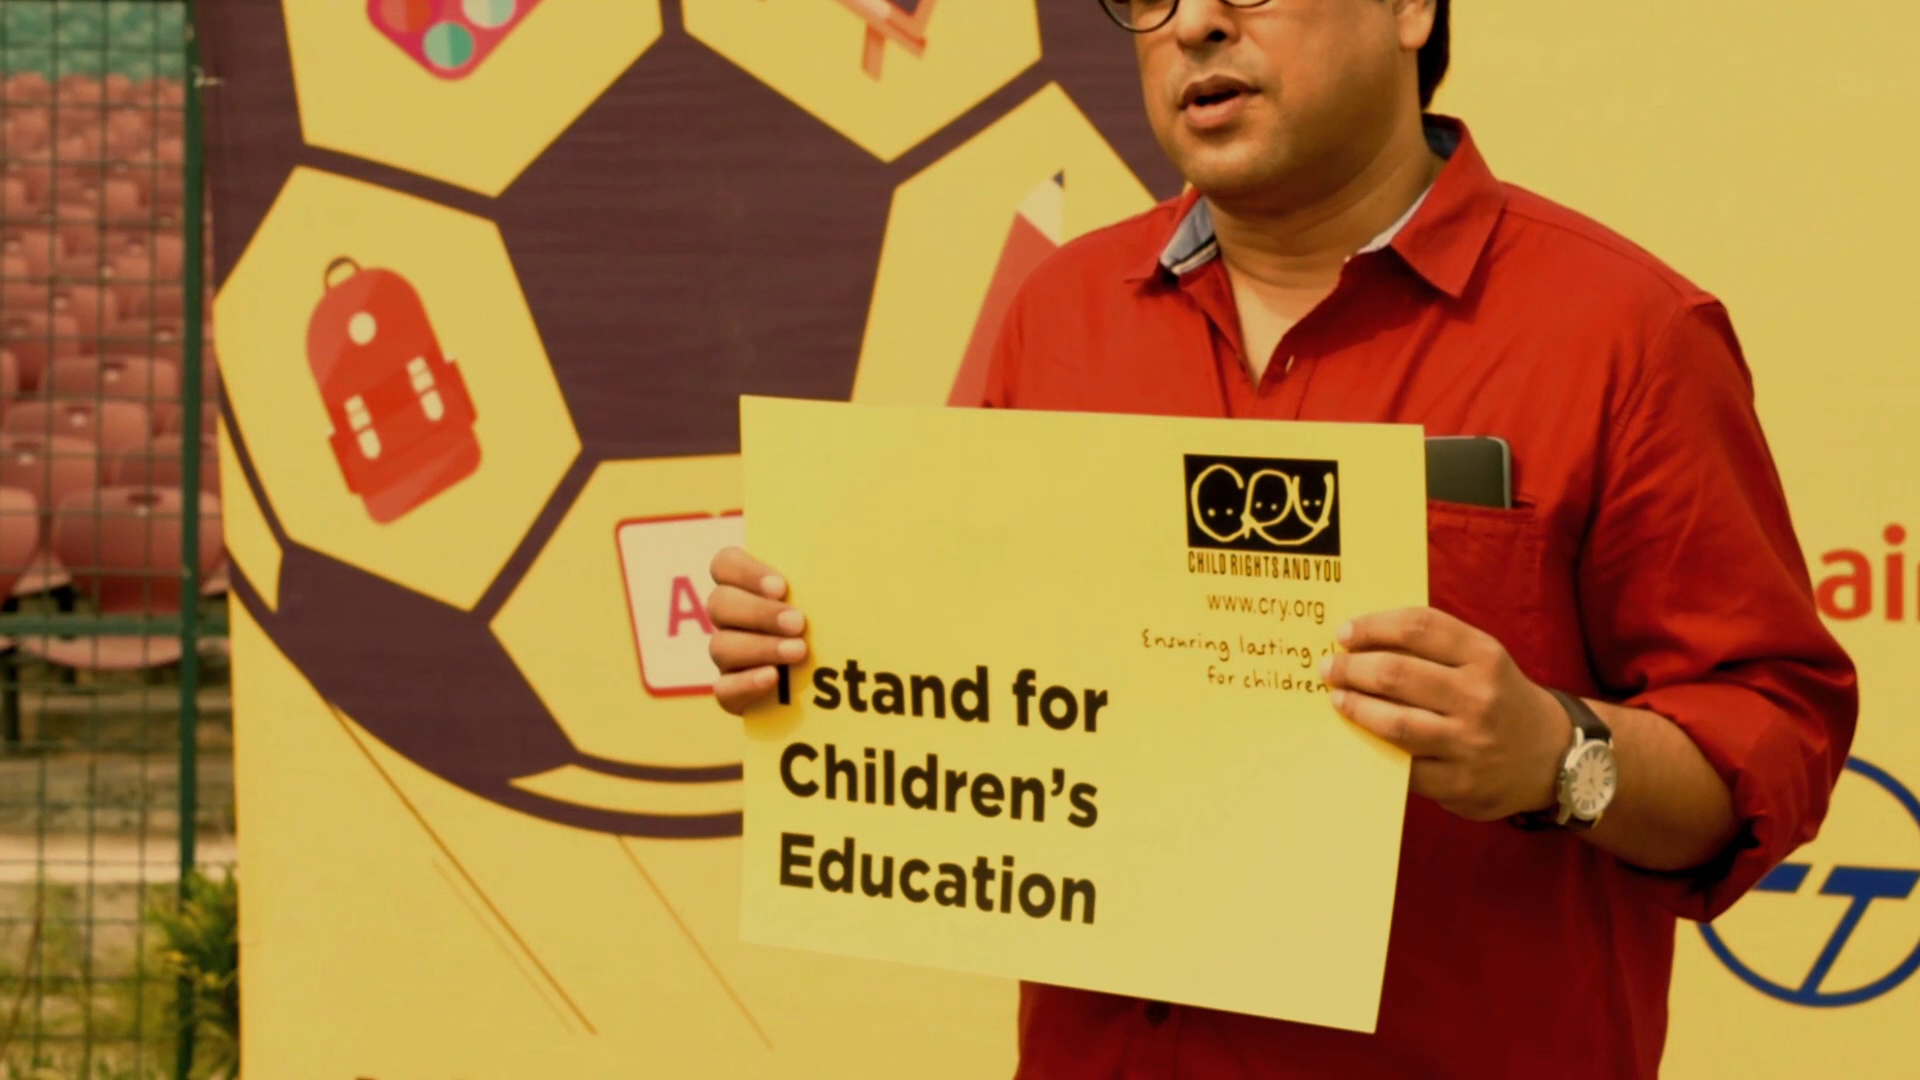 CRY
CHILD RIGHTS AND YOU
www.cry.org
Ensuring lasting
for children
I stand for
Children's
Education
A